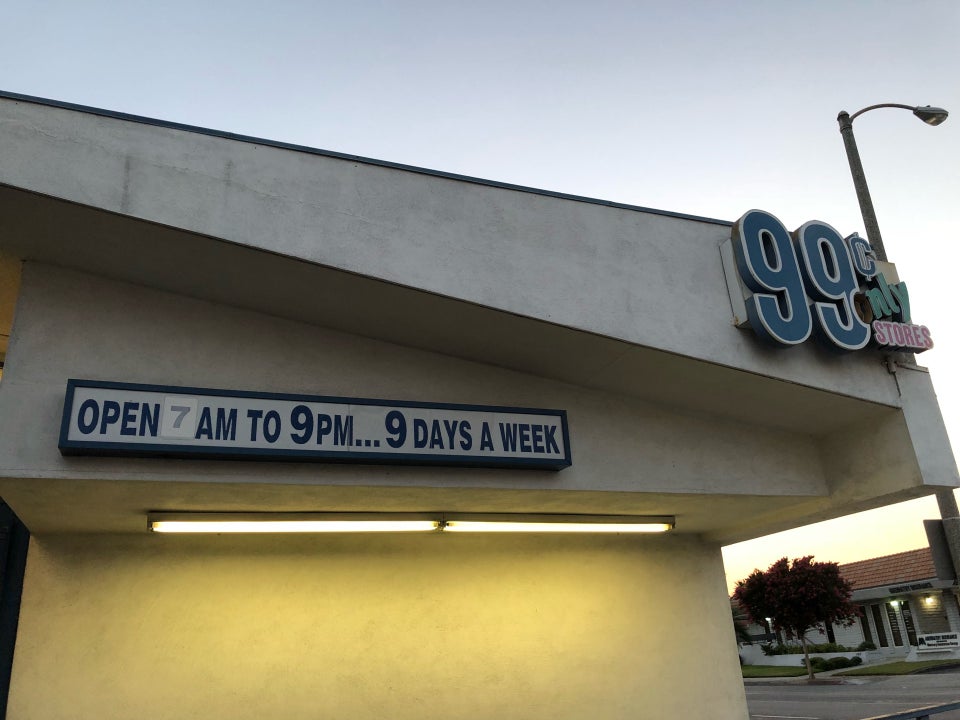 99¢
only
STORES
OPEN 7 AM TO 9PM... 9 DAYS A WEEK